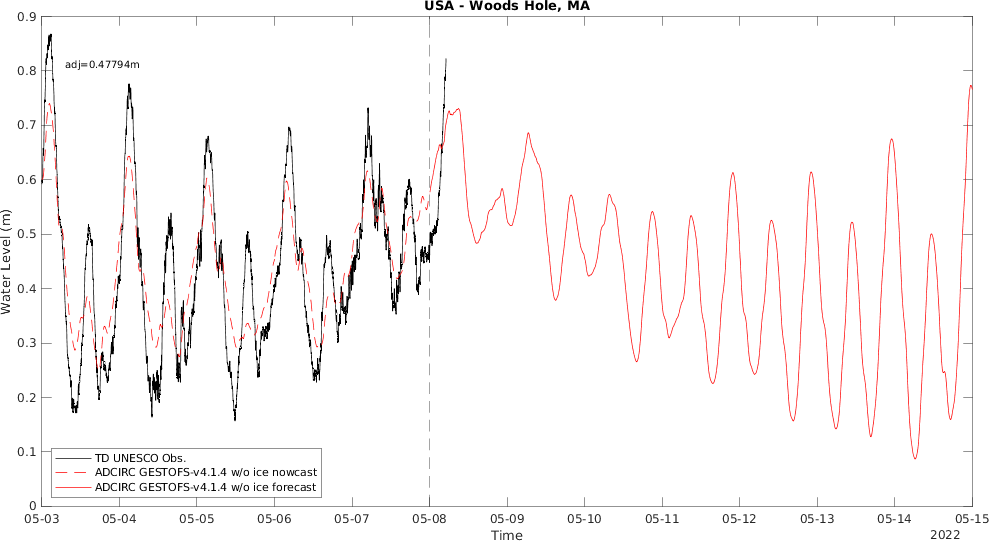 USA - Woods Hole, MA
adj=0.47794m
Water Level (m)
0.9
0.8
0.7
0.6
0.5
0.4
0.3
0.2
0.1
0
TD UNESCO Obs.
ADCIRC GESTOFS-v4.1.4 w/o ice nowcast
ADCIRC GESTOFS-v4.1.4 w/o ice forecast
05-03 05-04 05-05 05-06 05-07 05-08 05-09 05-10 05-11 05-12 05-13 05-14 05-15
Time
2022